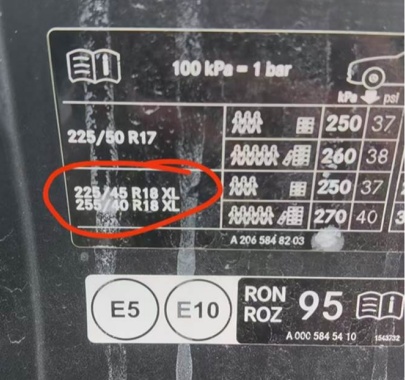 100 kPa = 1 bar
kPa psi
225/50 R17
250 37
260 38
225/45 R18 XL
255/40 R18 XL
250 37
270 40 3
A 206 584 82 03
E5 E10 RON ROZ 95
A 000 584 54 10